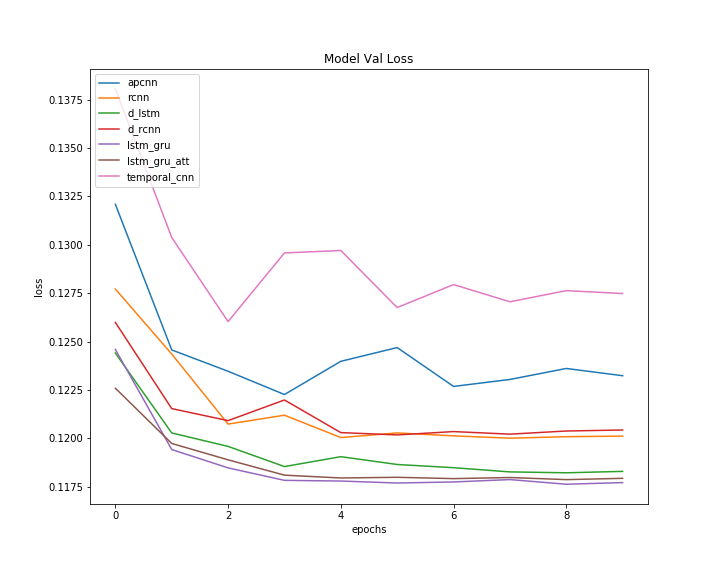 Model Val Loss
apcnn
rcnn
d_lstm
d_rcnn
lstm_gru
lstm_gru_att
temporal_cnn
0.1375
0.1350
0.1325
0.1300
0.1275
0.1250
0.1225
0.1200
0.1175
loss
0 2 4 6 8
epochs